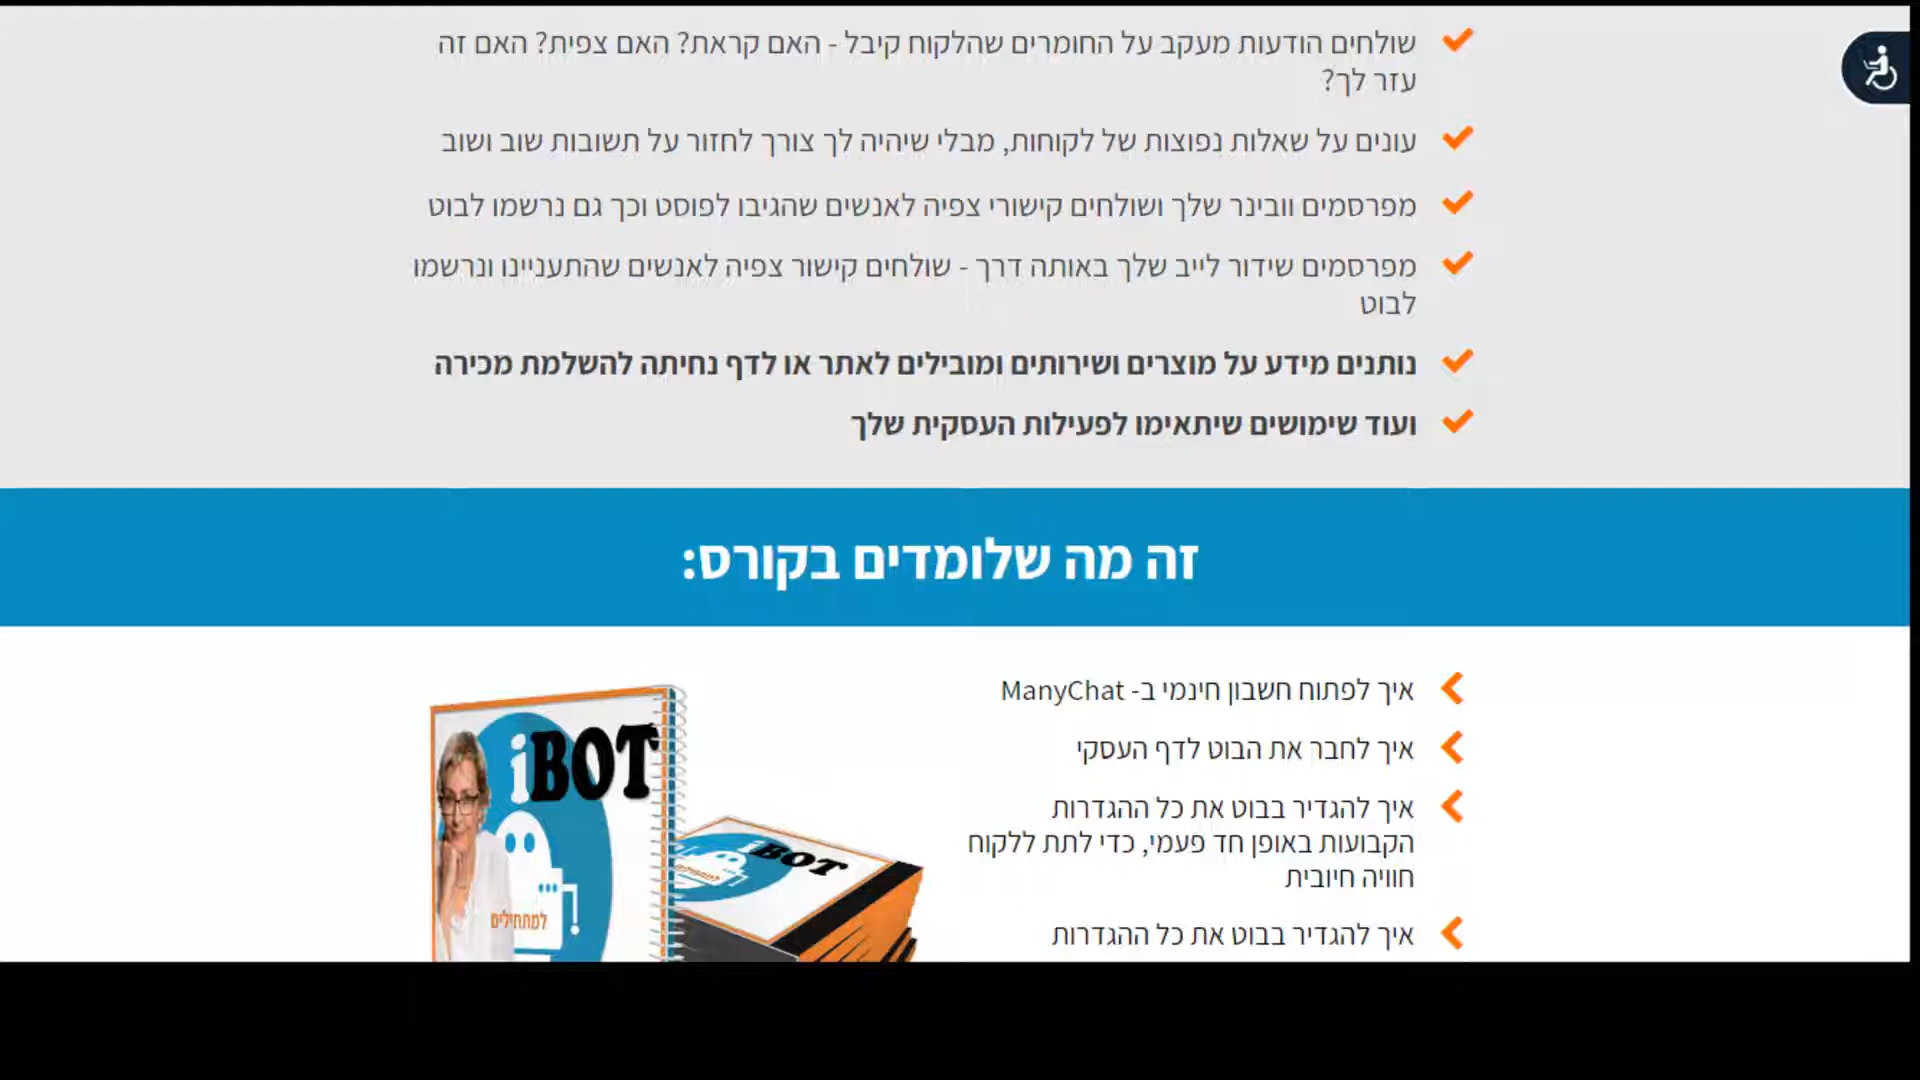 שולחים הודעות מעקב על החומרים שהלקוח קיבל - האם קראת? האם צפית? האם זה
עזר לך?
עונים על שאלות נפוצות של לקוחות, מבלי שיהיה לך צורך לחזור על תשובות שוב ושוב
מפרסמים וובינר שלך ושולחים קישורי צפיה לאנשים שהגיבו לפוסט וכך גם נרשמו לבוט
מפרסמים שידור לייב שלך באותה דרך - שולחים קישור צפיה לאנשים שהתעניינו ונרשמו
לבוט
נותנים מידע על מוצרים ושירותים ומובילים לאתר או לדף נחיתה להשלמת מכירה
ועוד שימושים שיתאימו לפעילות העסקית שלך
זה מה שלומדים בקורס:
איך לפתוח חשבון חינמי ב- ManyChat
איך לחבר את הבוט לדף העסקי
איך להגדיר בבוט את כל ההגדרות
הקבועות באופן חד פעמי, כדי לתת ללקוח
חוויה חיובית
איך להגדיר בבוט את כל ההגדרות
iBOT
למתחילים
iBOT